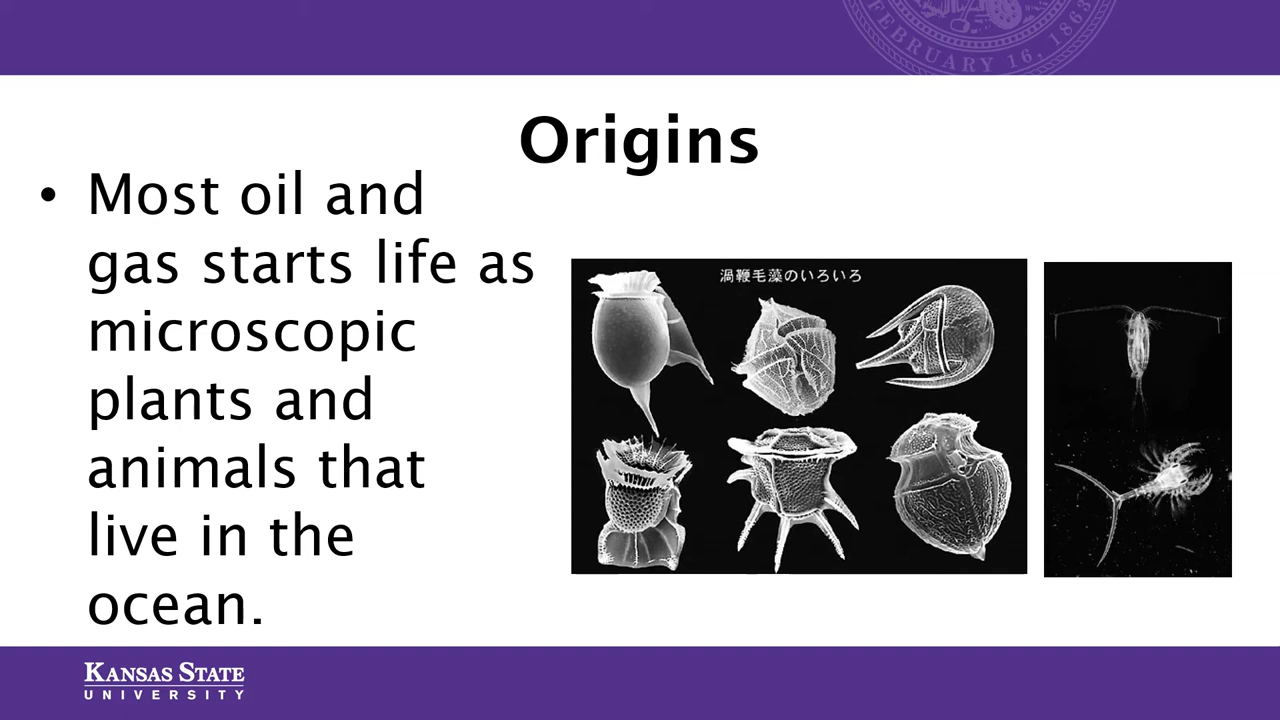 FEBRUARY 16, 1863
Origins
• Most oil and
gas starts life as
microscopic
plants and
animals that
live in the
ocean.
渦鞭毛藻のいろいろ
KANSAS STATE
UNIVERSITY